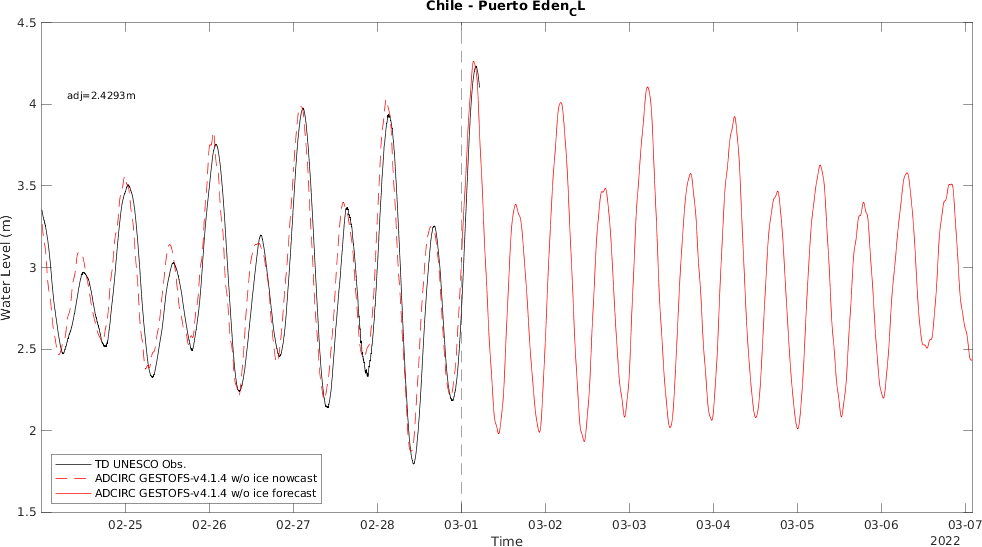 Chile - Puerto Eden_CL
4.5
adj=2.4293m
4
3.5
3
2.5
2
1.5
Water Level (m)
TD UNESCO Obs.
ADCIRC GESTOFS-v4.1.4 w/o ice nowcast
ADCIRC GESTOFS-v4.1.4 w/o ice forecast
02-25 02-26 02-27 02-28 03-01 03-02 03-03 03-04 03-05 03-06 03-07
Time
2022